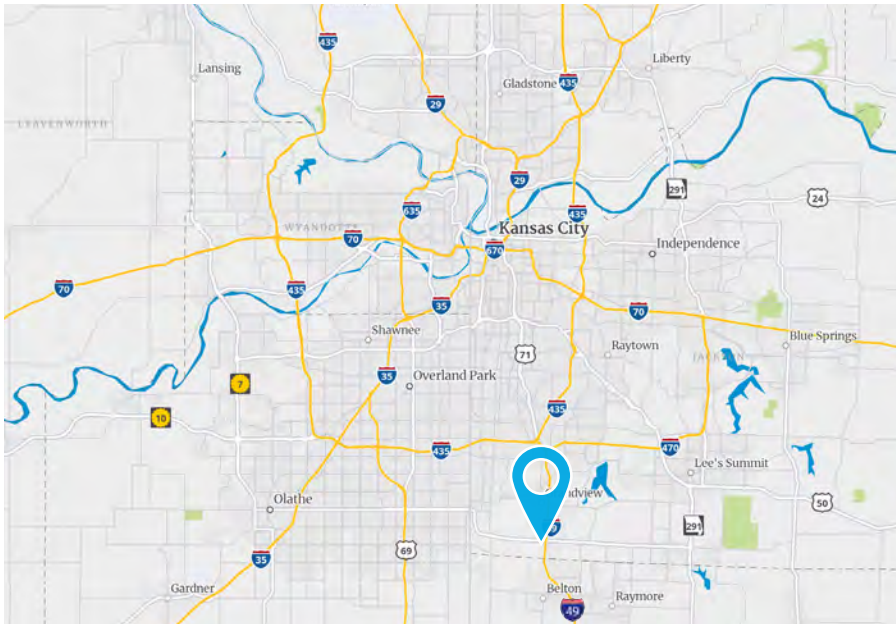 435
Lansing
Liberty
Gladstone
435
29
LEAVENWORTH
29
291
24
635
435
WYANDOTTE
70
Kansas City
670
Independence
70
435
35
70
Shawnee
Blue Springs
71
Raytown
JACKSON
35
Overland Park
7
10
435
435
470
Lee's Summit
Olathe
50
291
69
35
Gardner
Belton
Raymore
49